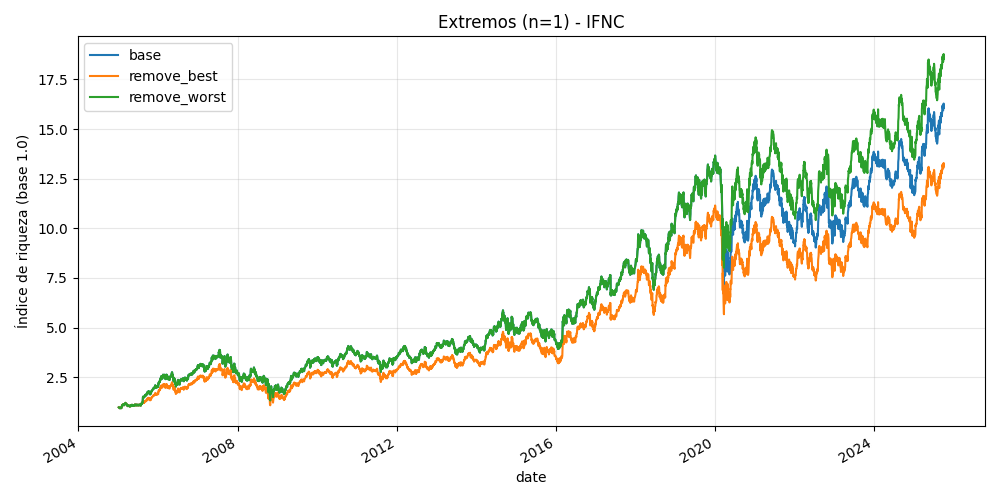 Extremos (n=1) - IFNC
base
remove_best
remove_worst
Índice de riqueza (base 1.0)
17.5
15.0
12.5
10.0
7.5
5.0
2.5
2004
2008
2012
2016
2020
2024
date